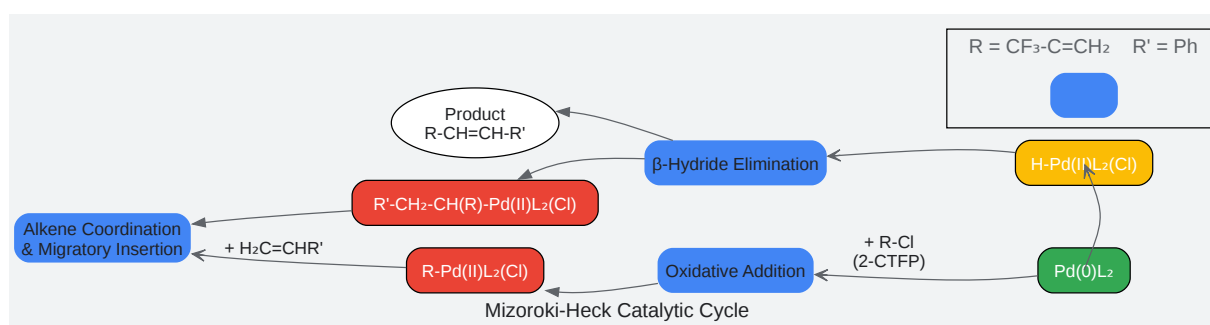 R = CF₃-C=CH₂    R' = Ph
Product
R-CH=CH-R'
β-Hydride Elimination
H-Pd(II)L₂(Cl)
R'-CH₂-CH(R)-Pd(II)L₂(Cl)
Alkene Coordination
& Migratory Insertion
+ H₂C=CHR'
R-Pd(II)L₂(Cl)
Oxidative Addition
+ R-Cl
(2-CTFP)
Pd(0)L₂
Mizoroki-Heck Catalytic Cycle